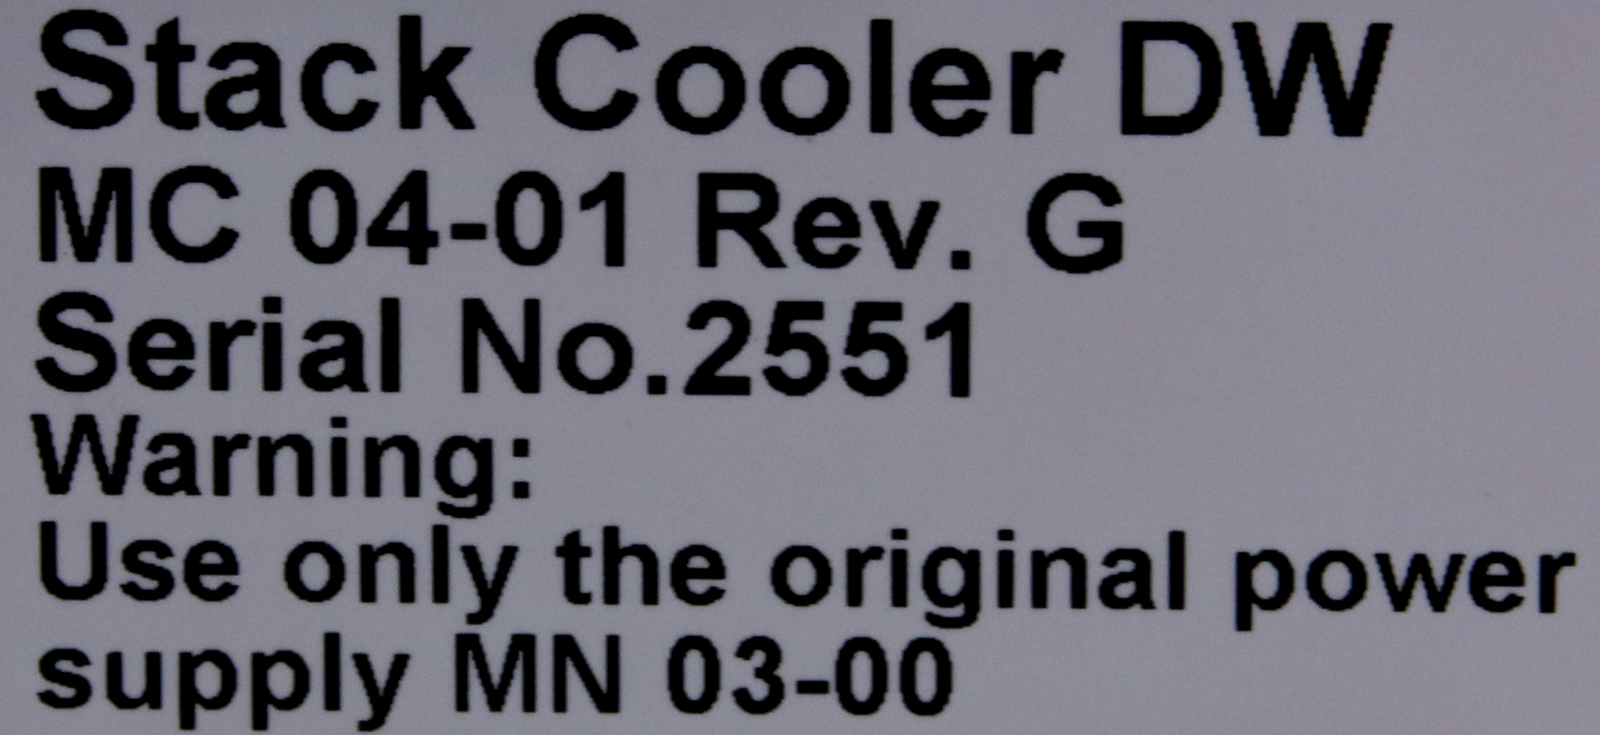 Stack Cooler DW
MC 04-01 Rev. G
Serial No.2551
Warning:
Use only the original power
supply MN 03-00